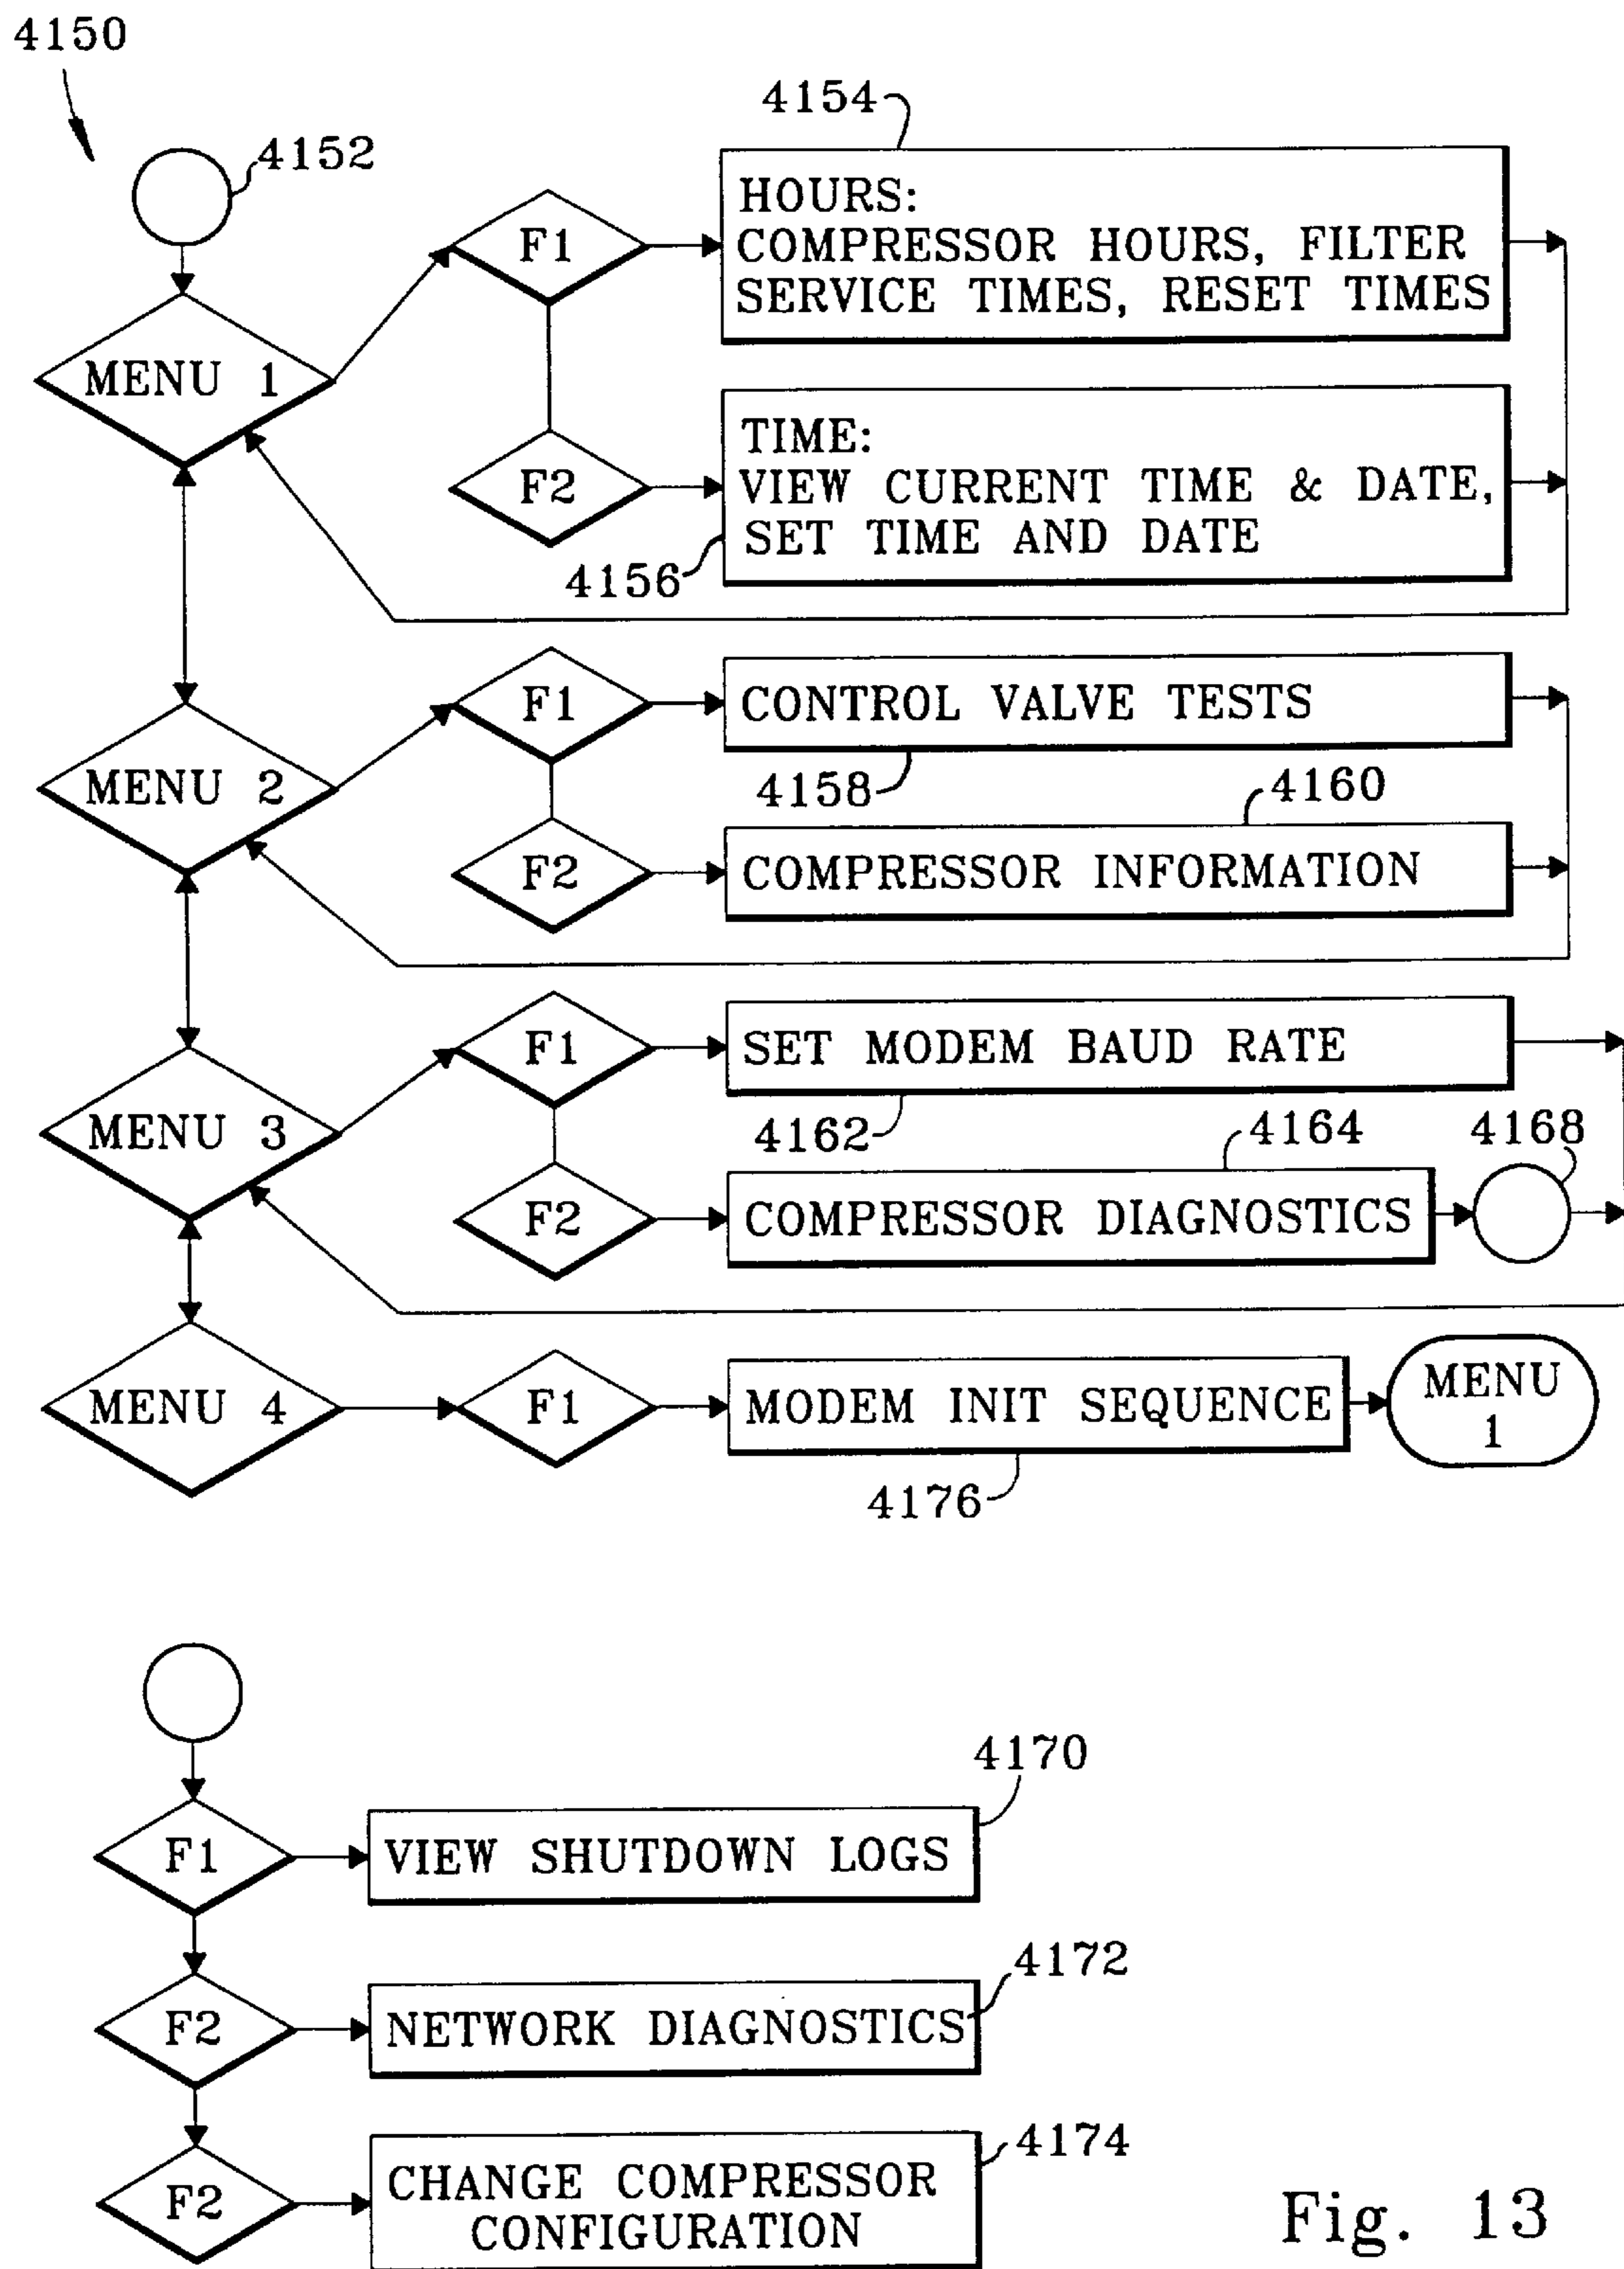 4150
4152
4154
HOURS:
COMPRESSOR HOURS, FILTER
SERVICE TIMES, RESET TIMES
F1
MENU 1
TIME:
VIEW CURRENT TIME & DATE,
SET TIME AND DATE
F2
4156
F1
CONTROL VALVE TESTS
4158
MENU 2
4160
F2
COMPRESSOR INFORMATION
F1
SET MODEM BAUD RATE
4162
MENU 3
4164
4168
F2
COMPRESSOR DIAGNOSTICS
MENU 4
F1
MODEM INIT SEQUENCE
MENU
1
4176
4170
F1
VIEW SHUTDOWN LOGS
4172
F2
NETWORK DIAGNOSTICS
4174
F2
CHANGE COMPRESSOR
CONFIGURATION
Fig. 13